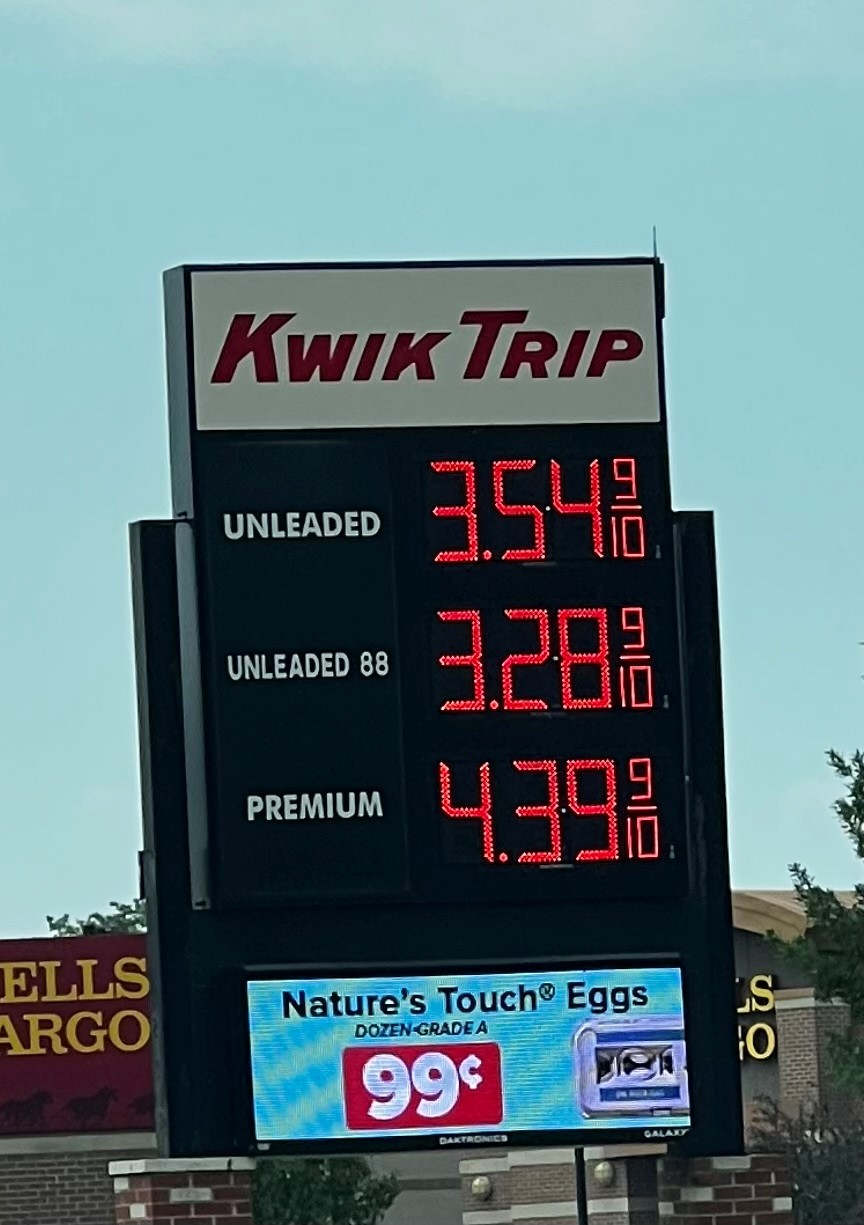 KWIK TRIP
UNLEADED 3.54 9/10
UNLEADED 88 3.28 9/10
PREMIUM 4.39 9/10
ELLS
ARGO
LS
GO
Nature's Touch® Eggs
DOZEN-GRADE A
99¢
DAKTRONICS
GALAXY